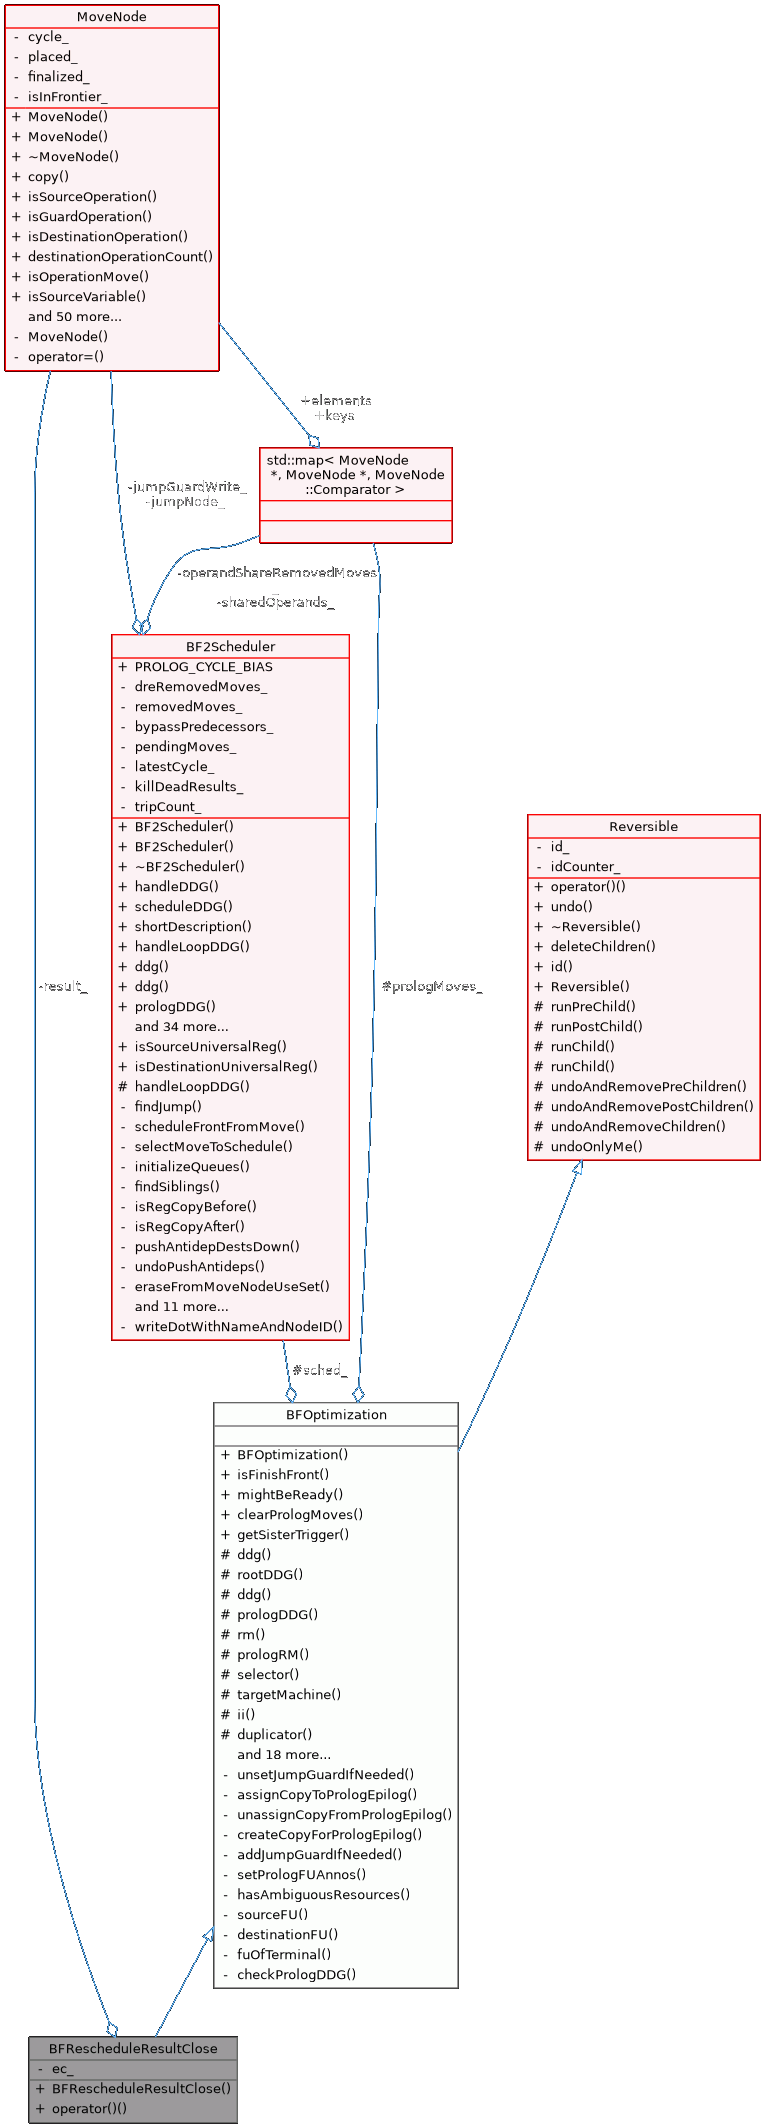 MoveNode
- cycle_
- placed_
- finalized_
- isInFrontier_
+ MoveNode()
+ MoveNode()
+ ~MoveNode()
+ copy()
+ isSourceOperation()
+ isGuardOperation()
+ isDestinationOperation()
+ destinationOperationCount()
+ isOperationMove()
+ isSourceVariable()
and 50 more...
- MoveNode()
- operator=()
+elements
+keys
std::map< MoveNode
*, MoveNode *, MoveNode
::Comparator >
-jumpGuardWrite_
-jumpNode_
-operandShareRemovedMoves
_
-sharedOperands_
BF2Scheduler
+ PROLOG_CYCLE_BIAS
- dreRemovedMoves_
- removedMoves_
- bypassPredecessors_
- pendingMoves_
- latestCycle_
- killDeadResults_
- tripCount_
+ BF2Scheduler()
+ BF2Scheduler()
+ ~BF2Scheduler()
+ handleDDG()
+ scheduleDDG()
+ shortDescription()
+ handleLoopDDG()
+ ddg()
+ ddg()
+ prologDDG()
and 34 more...
+ isSourceUniversalReg()
+ isDestinationUniversalReg()
# handleLoopDDG()
- findJump()
- scheduleFrontFromMove()
- selectMoveToSchedule()
- initializeQueues()
- findSiblings()
- isRegCopyBefore()
- isRegCopyAfter()
- pushAntidepDestsDown()
- undoPushAntideps()
- eraseFromMoveNodeUseSet()
and 11 more...
- writeDotWithNameAndNodeID()
Reversible
- id_
- idCounter_
+ operator()()
+ undo()
+ ~Reversible()
+ deleteChildren()
+ id()
+ Reversible()
# runPreChild()
# runPostChild()
# runChild()
# runChild()
# undoAndRemovePreChildren()
# undoAndRemovePostChildren()
# undoAndRemoveChildren()
# undoOnlyMe()
-result_
#prologMoves_
#sched_
BFOptimization
+ BFOptimization()
+ isFinishFront()
+ mightBeReady()
+ clearPrologMoves()
+ getSisterTrigger()
# ddg()
# rootDDG()
# ddg()
# prologDDG()
# rm()
# prologRM()
# selector()
# targetMachine()
# ii()
# duplicator()
and 18 more...
- unsetJumpGuardIfNeeded()
- assignCopyToPrologEpilog()
- unassignCopyFromPrologEpilog()
- createCopyForPrologEpilog()
- addJumpGuardIfNeeded()
- setPrologFUAnnos()
- hasAmbiguousResources()
- sourceFU()
- destinationFU()
- fuOfTerminal()
- checkPrologDDG()
BFRescheduleResultClose
- ec_
+ BFRescheduleResultClose()
+ operator()()